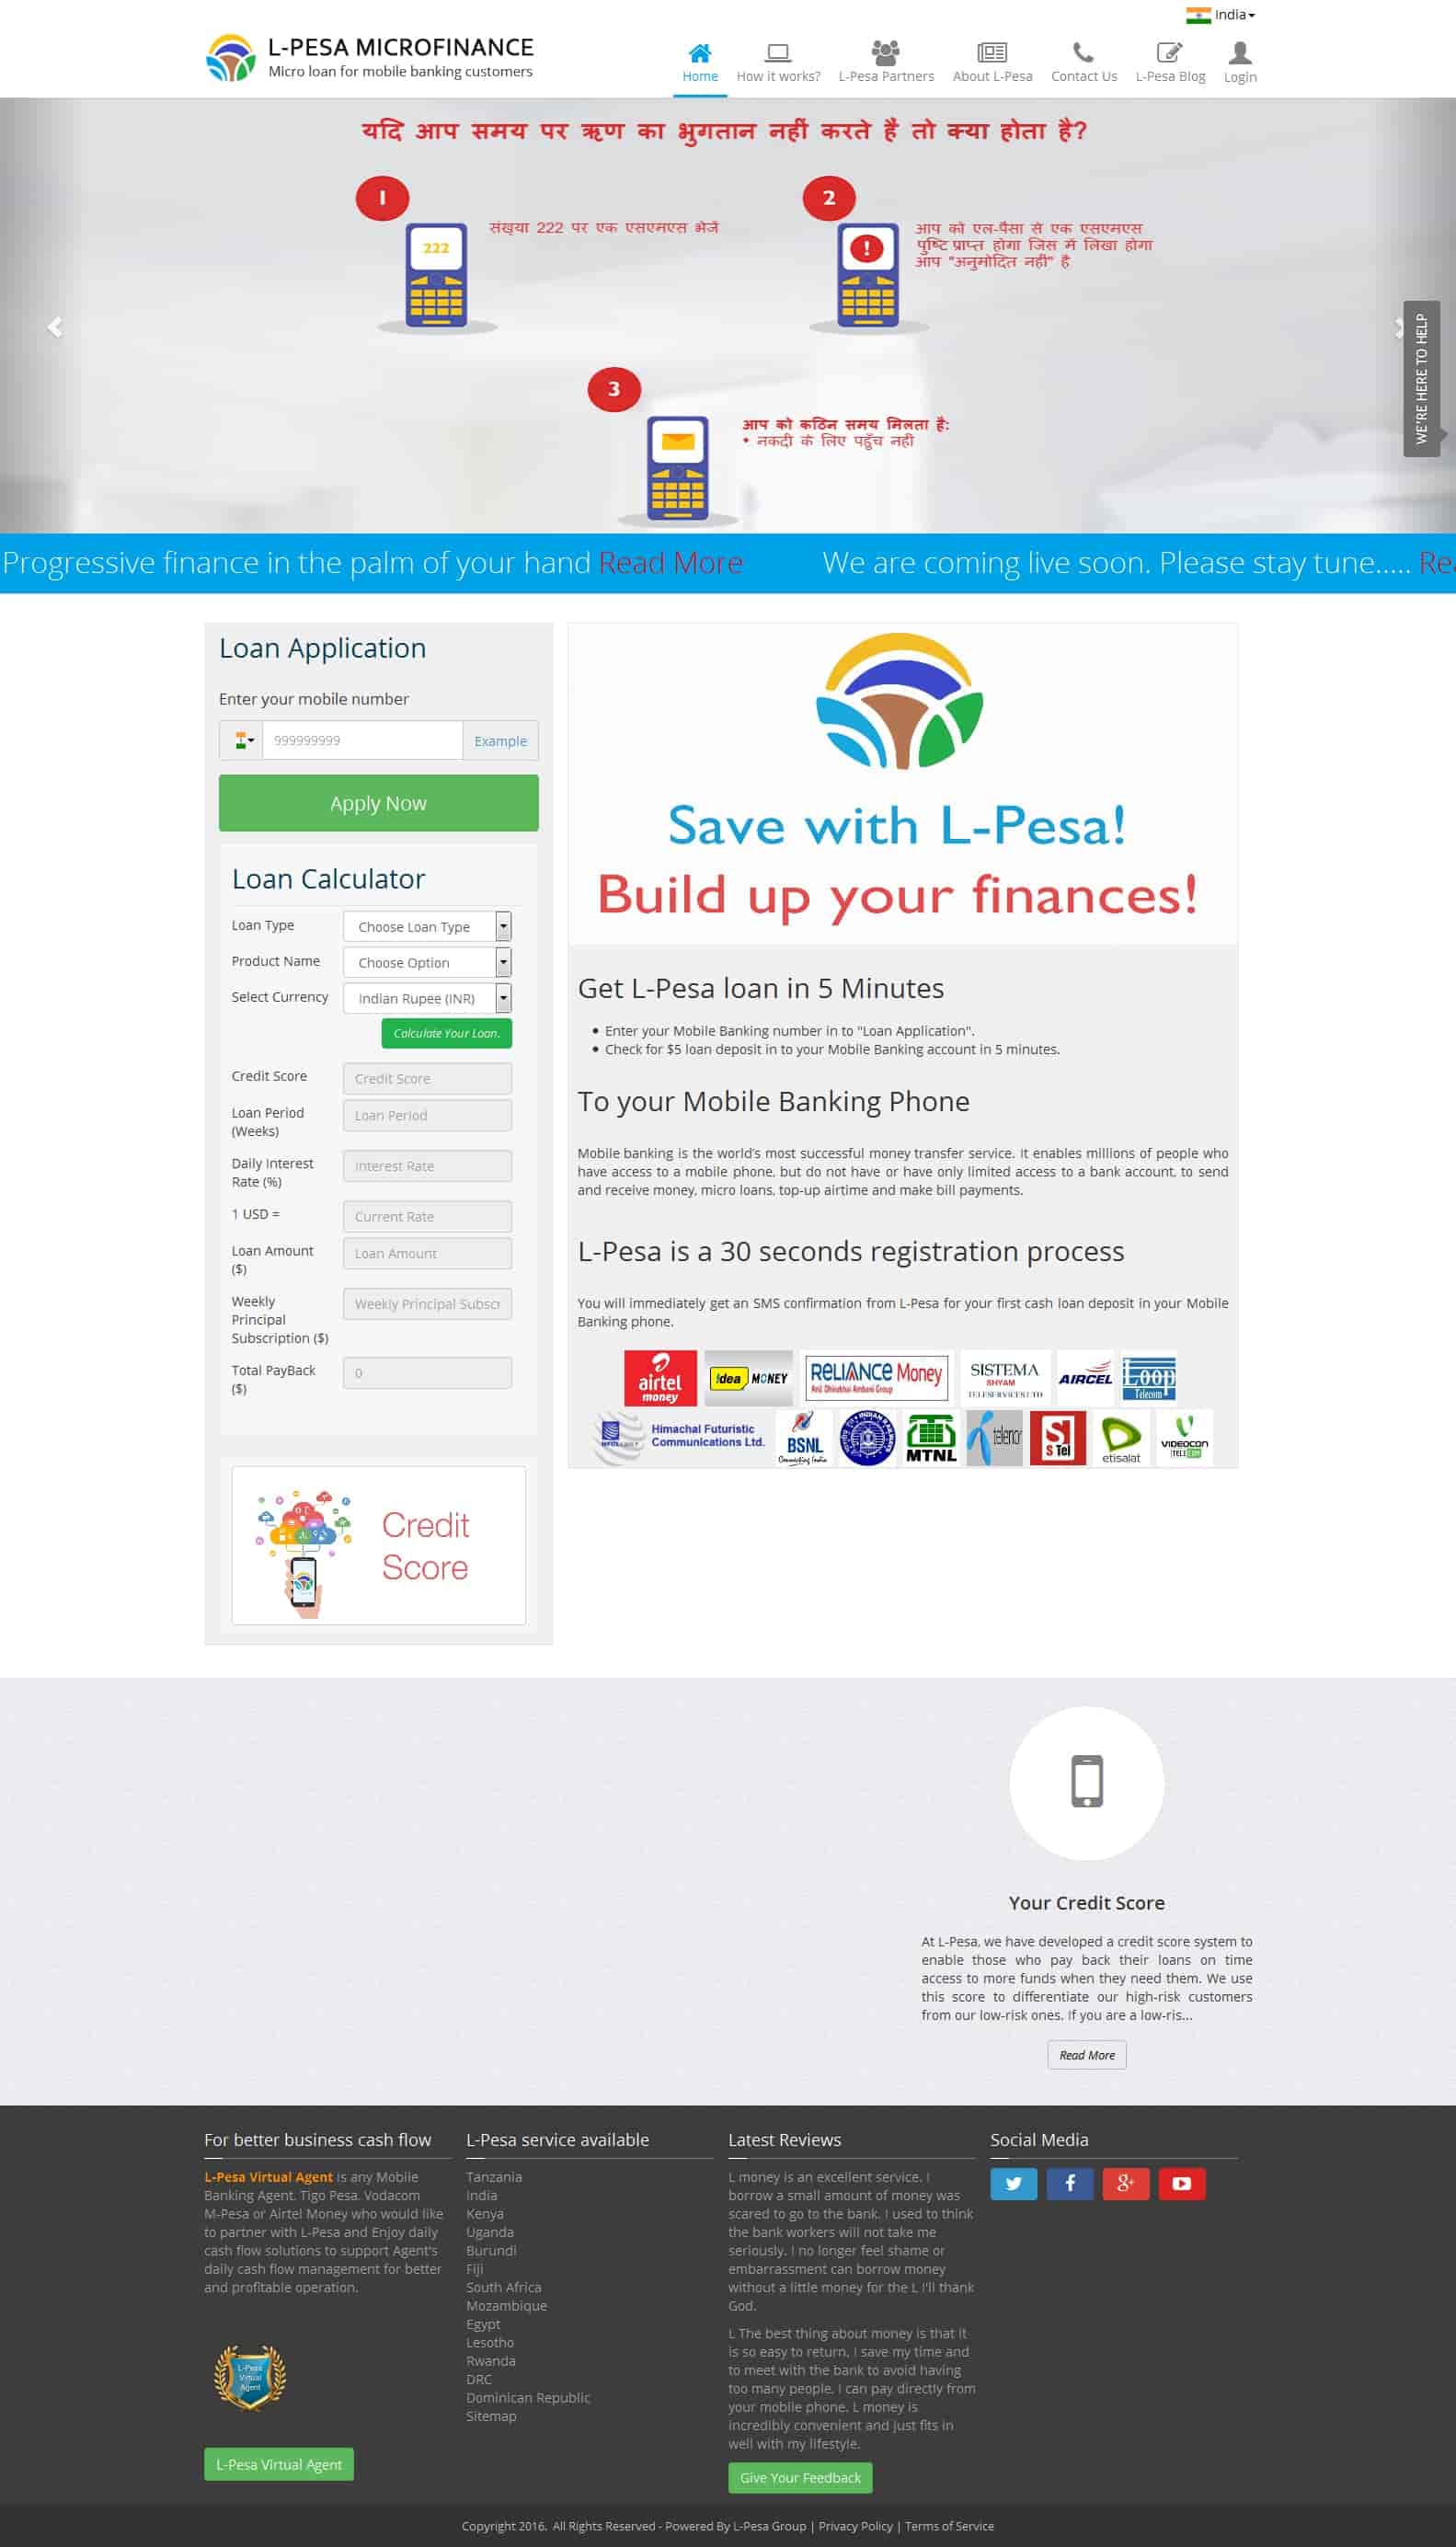 India
L-PESA MICROFINANCE
Micro loan for mobile banking customers
Home
How it works?
L-Pesa Partners
About L-Pesa
Contact Us
L-Pesa Blog
Login
यदि आप समय पर ऋण का भुगतान नहीं करते हैं तो क्या होता है?
1
222
संख्या 222 पर एक एसएमएस भेजें
2
!
आप को एल-पैसा से एक एसएमएस
पुष्टि प्राप्त होगा जिस में लिखा होगा
आप "अनुमोदित नहीं" है
3
आप को कठिन समय मिलता है:
• नकदी के लिए पहुँच नहीं
WE'RE HERE TO HELP
Progressive finance in the palm of your hand Read More
We are coming live soon. Please stay tune..... Rea
Loan Application
Enter your mobile number
999999999
Example
Apply Now
Loan Calculator
Loan Type
Choose Loan Type
Product Name
Choose Option
Select Currency
Indian Rupee (INR)
Calculate Your Loan.
Credit Score
Credit Score
Loan Period
(Weeks)
Loan Period
Daily Interest
Rate (%)
Interest Rate
1 USD =
Current Rate
Loan Amount
($)
Loan Amount
Weekly
Principal
Subscription ($)
Weekly Principal Subscr
Total PayBack
($)
0
Credit
Score
Save with L-Pesa!
Build up your finances!
Get L-Pesa loan in 5 Minutes
• Enter your Mobile Banking number in to "Loan Application".
• Check for $5 loan deposit in to your Mobile Banking account in 5 minutes.
To your Mobile Banking Phone
Mobile banking is the world's most successful money transfer service. It enables millions of people who
have access to a mobile phone, but do not have or have only limited access to a bank account, to send
and receive money, micro loans, top-up airtime and make bill payments.
L-Pesa is a 30 seconds registration process
You will immediately get an SMS confirmation from L-Pesa for your first cash loan deposit in your Mobile
Banking phone.
airtel
money
!dea MONEY
RELIANCE Money
Anil Dhirubhai Ambani Group
SISTEMA
SHYAM
TELESERVICES LTD
AIRCEL
Loop
Telecom
Himachal Futuristic
Communications Ltd.
BSNL
Connecting India
INDIAN RAILWAYS
MTNL
telenor
S
S Tel
etisalat
VIDEOCON
TELECOM
Your Credit Score
At L-Pesa, we have developed a credit score system to
enable those who pay back their loans on time
access to more funds when they need them. We use
this score to differentiate our high-risk customers
from our low-risk ones. If you are a low-ris...
Read More
For better business cash flow
L-Pesa Virtual Agent is any Mobile
Banking Agent. Tigo Pesa. Vodacom
M-Pesa or Airtel Money who would like
to partner with L-Pesa and Enjoy daily
cash flow solutions to support Agent's
daily cash flow management for better
and profitable operation.
L-Pesa
Virtual
Agent
L-Pesa Virtual Agent
L-Pesa service available
Tanzania
India
Kenya
Uganda
Burundi
Fiji
South Africa
Mozambique
Egypt
Lesotho
Rwanda
DRC
Dominican Republic
Sitemap
Latest Reviews
L money is an excellent service. I
borrow a small amount of money was
scared to go to the bank. I used to think
the bank workers will not take me
seriously. I no longer feel shame or
embarrassment can borrow money
without a little money for the L I'll thank
God.
L The best thing about money is that it
is so easy to return. I save my time and
to meet with the bank to avoid having
too many people. I can pay directly from
your mobile phone. L money is
incredibly convenient and just fits in
well with my lifestyle.
Give Your Feedback
Social Media
Copyright 2016. All Rights Reserved - Powered By L-Pesa Group | Privacy Policy | Terms of Service